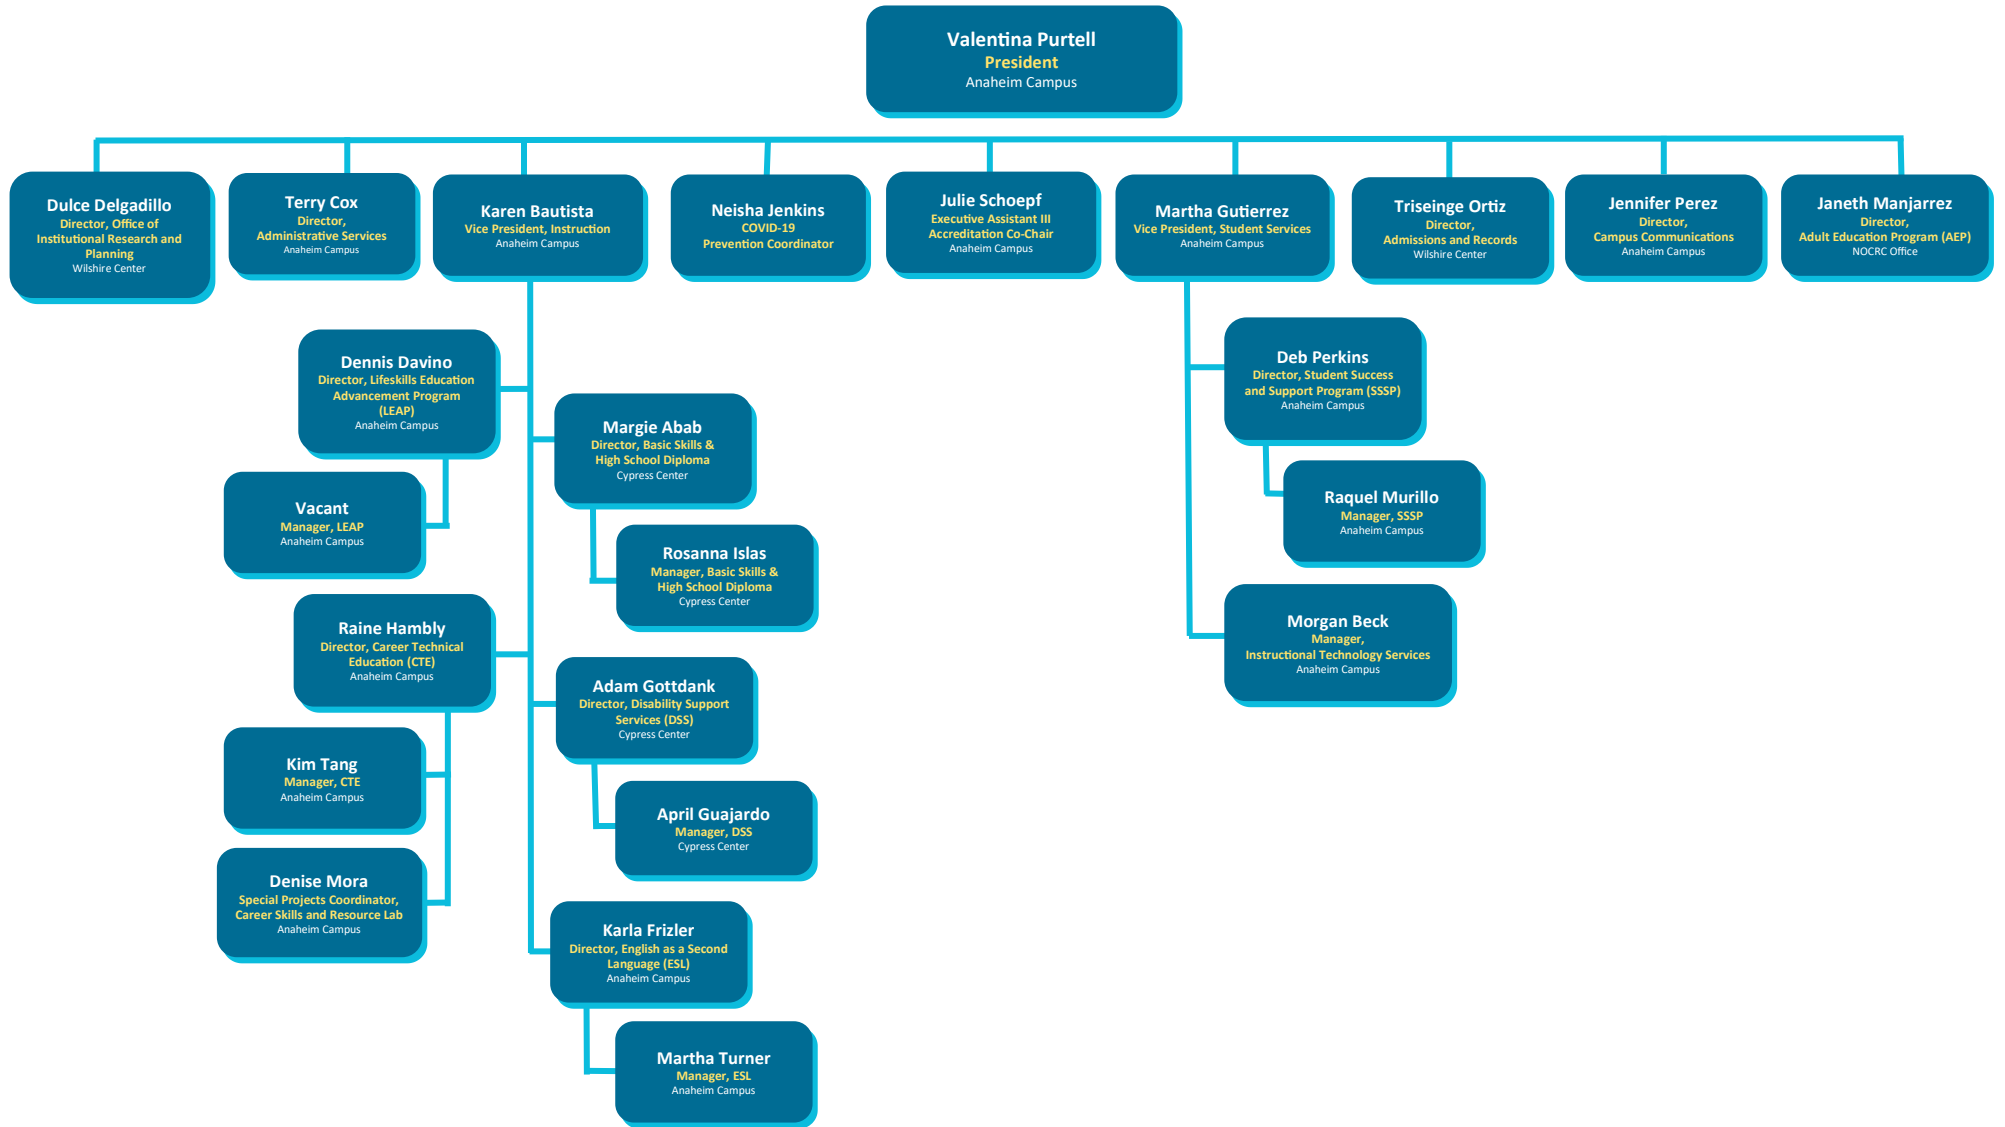 Valentina Purtell
President
Anaheim Campus
Dulce Delgadillo
Director, Office of
Institutional Research and
Planning
Wilshire Center
Terry Cox
Director,
Administrative Services
Anaheim Campus
Karen Bautista
Vice President, Instruction
Anaheim Campus
Neisha Jenkins
COVID-19
Prevention Coordinator
Julie Schoepf
Executive Assistant III
Accreditation Co-Chair
Anaheim Campus
Martha Gutierrez
Vice President, Student Services
Anaheim Campus
Triseinge Ortiz
Director,
Admissions and Records
Wilshire Center
Jennifer Perez
Director,
Campus Communications
Anaheim Campus
Janeth Manjarrez
Director,
Adult Education Program (AEP)
NOCRC Office
Dennis Davino
Director, Lifeskills Education
Advancement Program
(LEAP)
Anaheim Campus
Vacant
Manager, LEAP
Anaheim Campus
Margie Abab
Director, Basic Skills &
High School Diploma
Cypress Center
Rosanna Islas
Manager, Basic Skills &
High School Diploma
Cypress Center
Raine Hambly
Director, Career Technical
Education (CTE)
Anaheim Campus
Kim Tang
Manager, CTE
Anaheim Campus
Denise Mora
Special Projects Coordinator,
Career Skills and Resource Lab
Anaheim Campus
Adam Gottdank
Director, Disability Support
Services (DSS)
Cypress Center
April Guajardo
Manager, DSS
Cypress Center
Karla Frizler
Director, English as a Second
Language (ESL)
Anaheim Campus
Martha Turner
Manager, ESL
Anaheim Campus
Deb Perkins
Director, Student Success
and Support Program (SSSP)
Anaheim Campus
Raquel Murillo
Manager, SSSP
Anaheim Campus
Morgan Beck
Manager,
Instructional Technology Services
Anaheim Campus